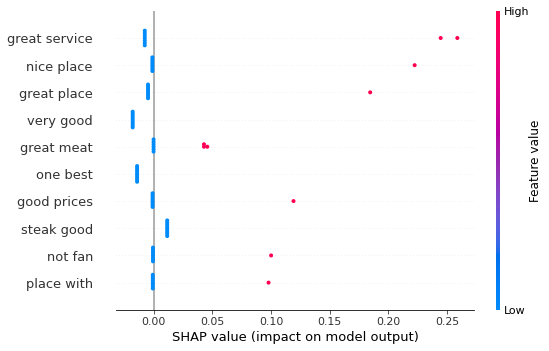 High
great service
nice place
great place
very good
great meat
one best
good prices
steak good
not fan
place with
Feature value
Low
0.00 0.05 0.10 0.15 0.20 0.25
SHAP value (impact on model output)